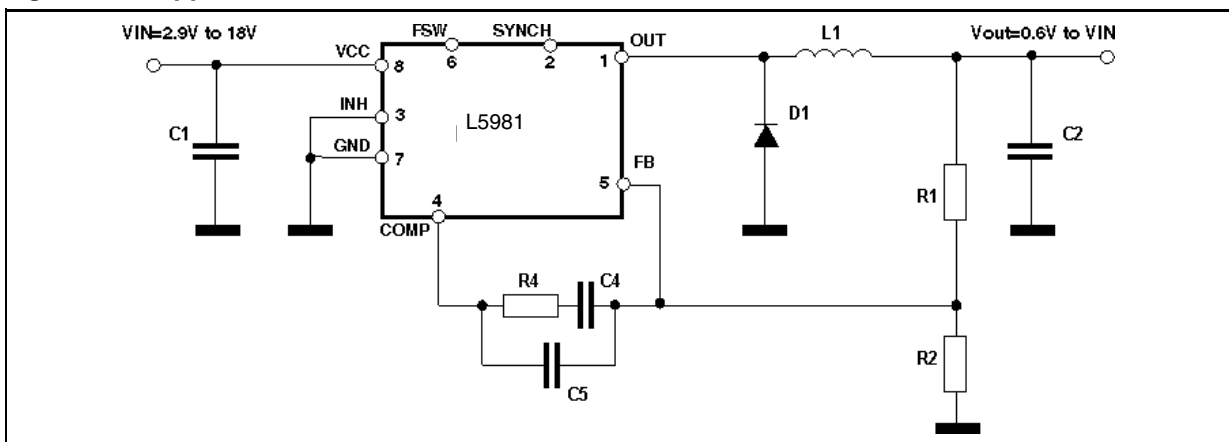 VIN=2.9V to 18V
VCC
FSW
SYNCH
OUT
L1
Vout=0.6V to VIN
8
6
2
1
INH
3
L5981
D1
C1
GND
7
FB
5
C2
R1
4
COMP
R4
C4
C5
R2